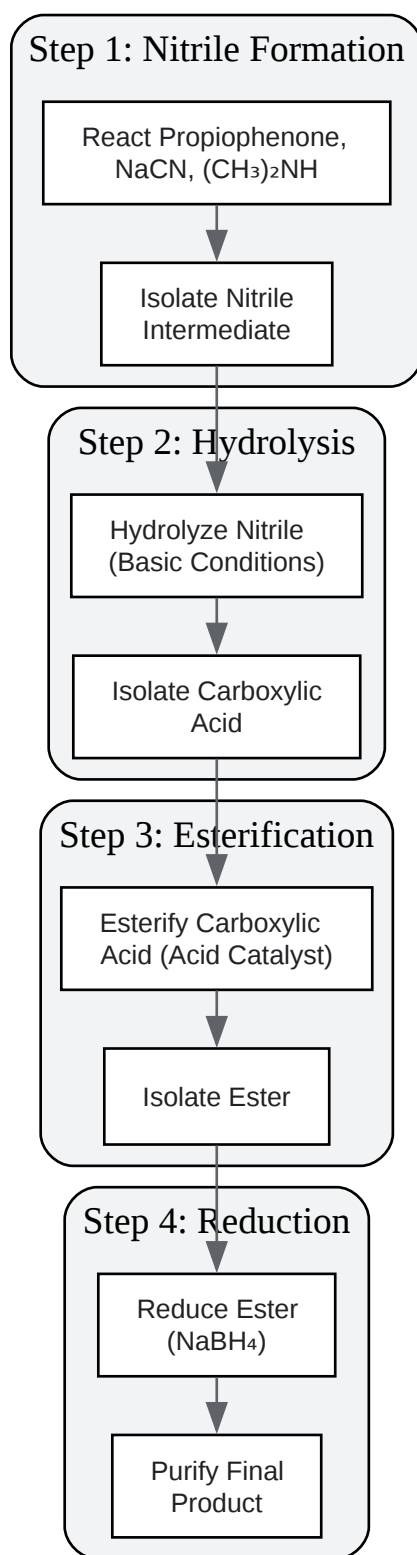 Step 1: Nitrile Formation
React Propiophenone,
NaCN, (CH₃)₂NH
Isolate Nitrile
Intermediate
Step 2: Hydrolysis
Hydrolyze Nitrile
(Basic Conditions)
Isolate Carboxylic
Acid
Step 3: Esterification
Esterify Carboxylic
Acid (Acid Catalyst)
Isolate Ester
Step 4: Reduction
Reduce Ester
(NaBH₄)
Purify Final
Product